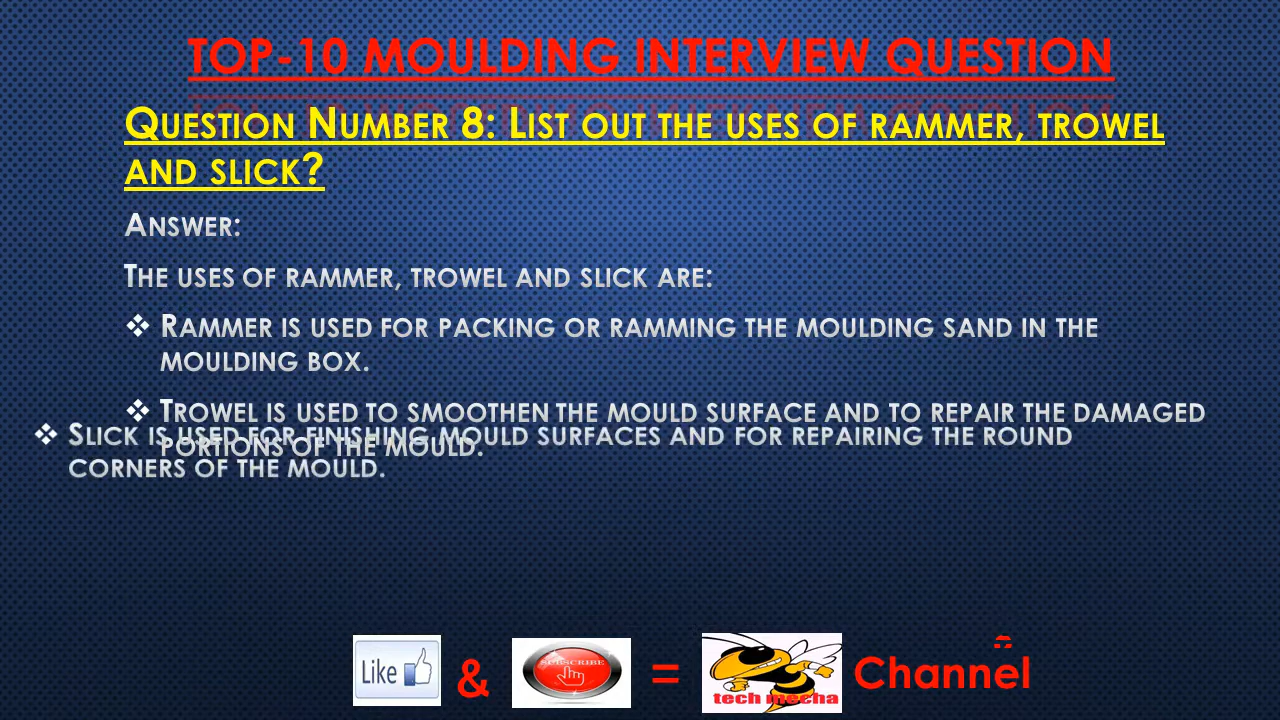 TOP-10 MOULDING INTERVIEW QUESTION
QUESTION NUMBER 8: LIST OUT THE USES OF RAMMER, TROWEL
AND SLICK?
ANSWER:
THE USES OF RAMMER, TROWEL AND SLICK ARE:
❖ RAMMER IS USED FOR PACKING OR RAMMING THE MOULDING SAND IN THE
MOULDING BOX.
❖ TROWEL IS USED TO SMOOTHEN THE MOULD SURFACE AND TO REPAIR THE DAMAGED
PORTIONS OF THE MOULD.
❖ SLICK IS USED FOR FINISHING MOULD SURFACES AND FOR REPAIRING THE ROUND
CORNERS OF THE MOULD.
Like & SUBSCRIBE = tech mecha Channel